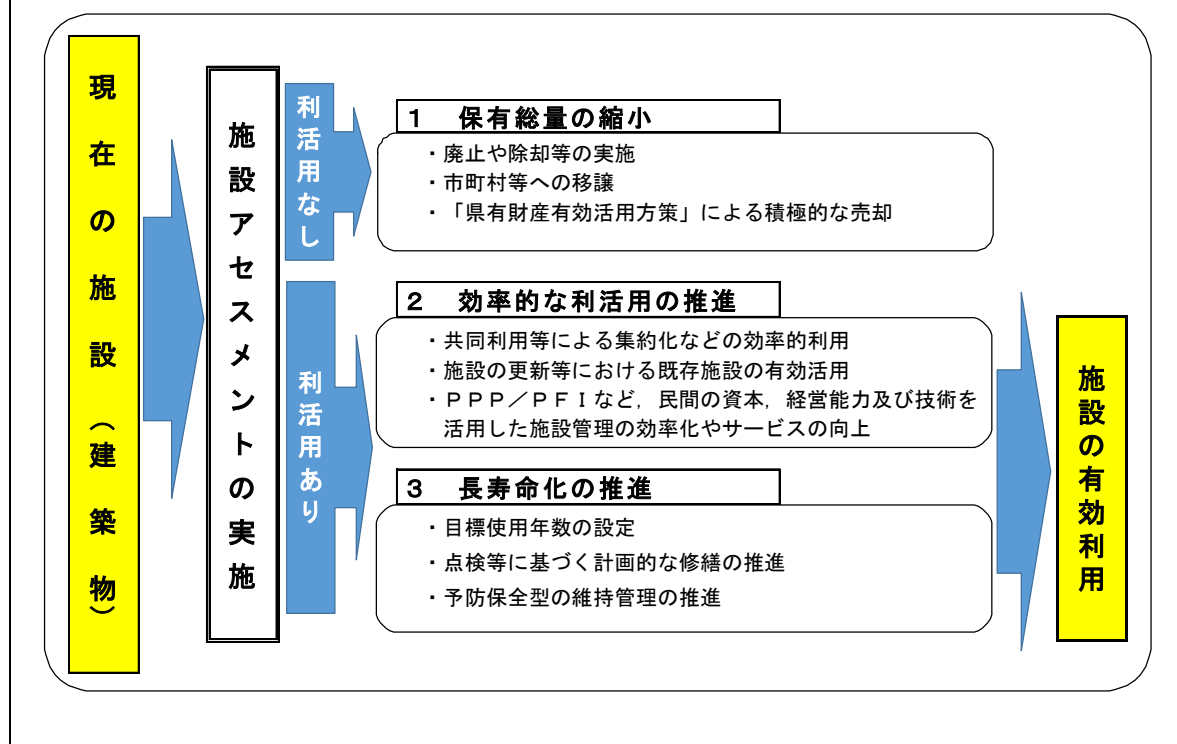 現在の施設（建築物）
施設アセスメントの実施
利活用なし
１　保有総量の縮小
・廃止や除却等の実施
・市町村等への移譲
・「県有財産有効活用方策」による積極的な売却
利活用あり
２　効率的な利活用の推進
・共同利用等による集約化などの効率的利用
・施設の更新等における既存施設の有効活用
・ＰＰＰ／ＰＦＩなど，民間の資本，経営能力及び技術を
活用した施設管理の効率化やサービスの向上
３　長寿命化の推進
・目標使用年数の設定
・点検等に基づく計画的な修繕の推進
・予防保全型の維持管理の推進
施設の有効利用